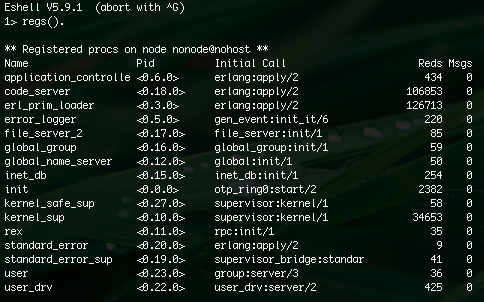 Eshell V5.9.1  (abort with ^G)
1> regs().
** Registered procs on node nonode@nohost **
Name                  Pid          Initial Call                      Reds Msgs
application_controlle <0.6.0>      erlang:apply/2                     434    0
code_server           <0.18.0>     erlang:apply/2                  106853    0
erl_prim_loader       <0.3.0>      erlang:apply/2                  126713    0
error_logger          <0.5.0>      gen_event:init_it/6                220    0
file_server_2         <0.17.0>     file_server:init/1                  85    0
global_group          <0.16.0>     global_group:init/1                 59    0
global_name_server    <0.12.0>     global:init/1                       50    0
inet_db               <0.15.0>     inet_db:init/1                     254    0
init                  <0.0.0>      otp_ring0:start/2                 2382    0
kernel_safe_sup       <0.27.0>     supervisor:kernel/1                 58    0
kernel_sup            <0.10.0>     supervisor:kernel/1              34653    0
rex                   <0.11.0>     rpc:init/1                          35    0
standard_error        <0.20.0>     erlang:apply/2                       9    0
standard_error_sup    <0.19.0>     supervisor_bridge:standar           41    0
user                  <0.23.0>     group:server/3                      36    0
user_drv              <0.22.0>     user_drv:server/2                  425    0